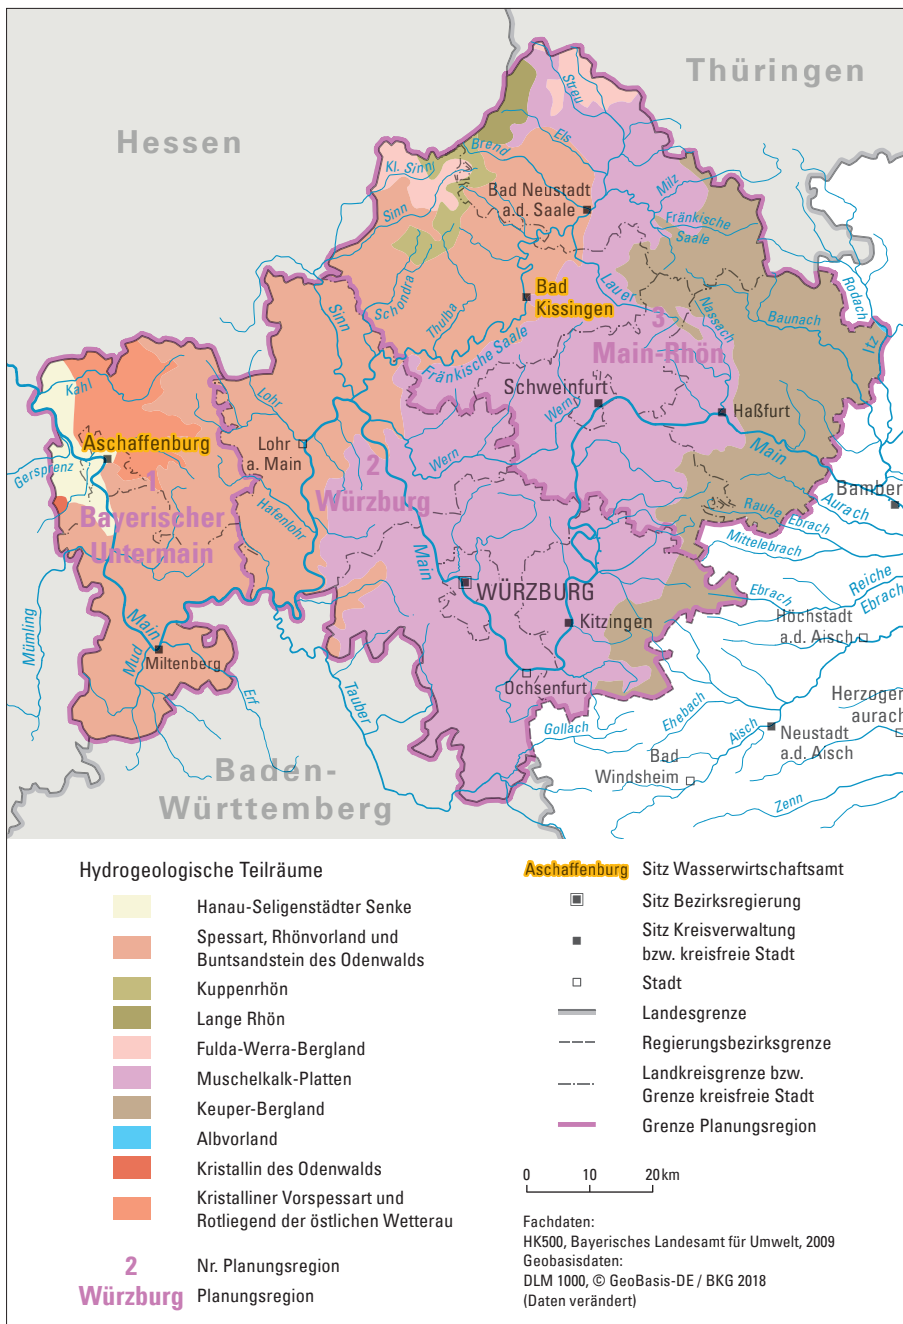 Thüringen
Hessen
Streu
Els
Brend
Kl. Sinn
Milz
Bad Neustadt
a.d. Saale
Sinn
Fränkische
Saale
Rodach
Lauer
Bad
Kissingen
Schondra
Thulba
Sinn
Nassach
Baunach
Itz
3
Main-Rhön
Fränkische Saale
Kahl
Schweinfurt
Lohr
Wern
Haßfurt
Aschaffenburg
Lohr
a. Main
Main
Gersprenz
2
Würzburg
Wern
1
Bayerischer
Untermain
Hafenlohr
Bamber
Aurach
Rauhe Ebrach
Mittelebrach
Main
WÜRZBURG
Reiche
Ebrach
Ebrach
Kitzingen
Höchstadt
a.d. Aisch
Mümling
Main
Mud
Miltenberg
Erf
Tauber
Ochsenfurt
Herzogen
aurach
Ehebach
Gollach
Aisch
Neustadt
a.d. Aisch
Bad
Windsheim
Zenn
Baden-
Württemberg
Hydrogeologische Teilräume
Hanau-Seligenstädter Senke
Spessart, Rhönvorland und
Buntsandstein des Odenwalds
Kuppenrhön
Lange Rhön
Fulda-Werra-Bergland
Muschelkalk-Platten
Keuper-Bergland
Albvorland
Kristallin des Odenwalds
Kristalliner Vorspessart und
Rotliegend der östlichen Wetterau
2 Nr. Planungsregion
Würzburg Planungsregion
Aschaffenburg Sitz Wasserwirtschaftsamt
Sitz Bezirksregierung
Sitz Kreisverwaltung
bzw. kreisfreie Stadt
Stadt
Landesgrenze
Regierungsbezirksgrenze
Landkreisgrenze bzw.
Grenze kreisfreie Stadt
Grenze Planungsregion
0 10 20 km
Fachdaten:
HK500, Bayerisches Landesamt für Umwelt, 2009
Geobasisdaten:
DLM 1000, © GeoBasis-DE / BKG 2018
(Daten verändert)